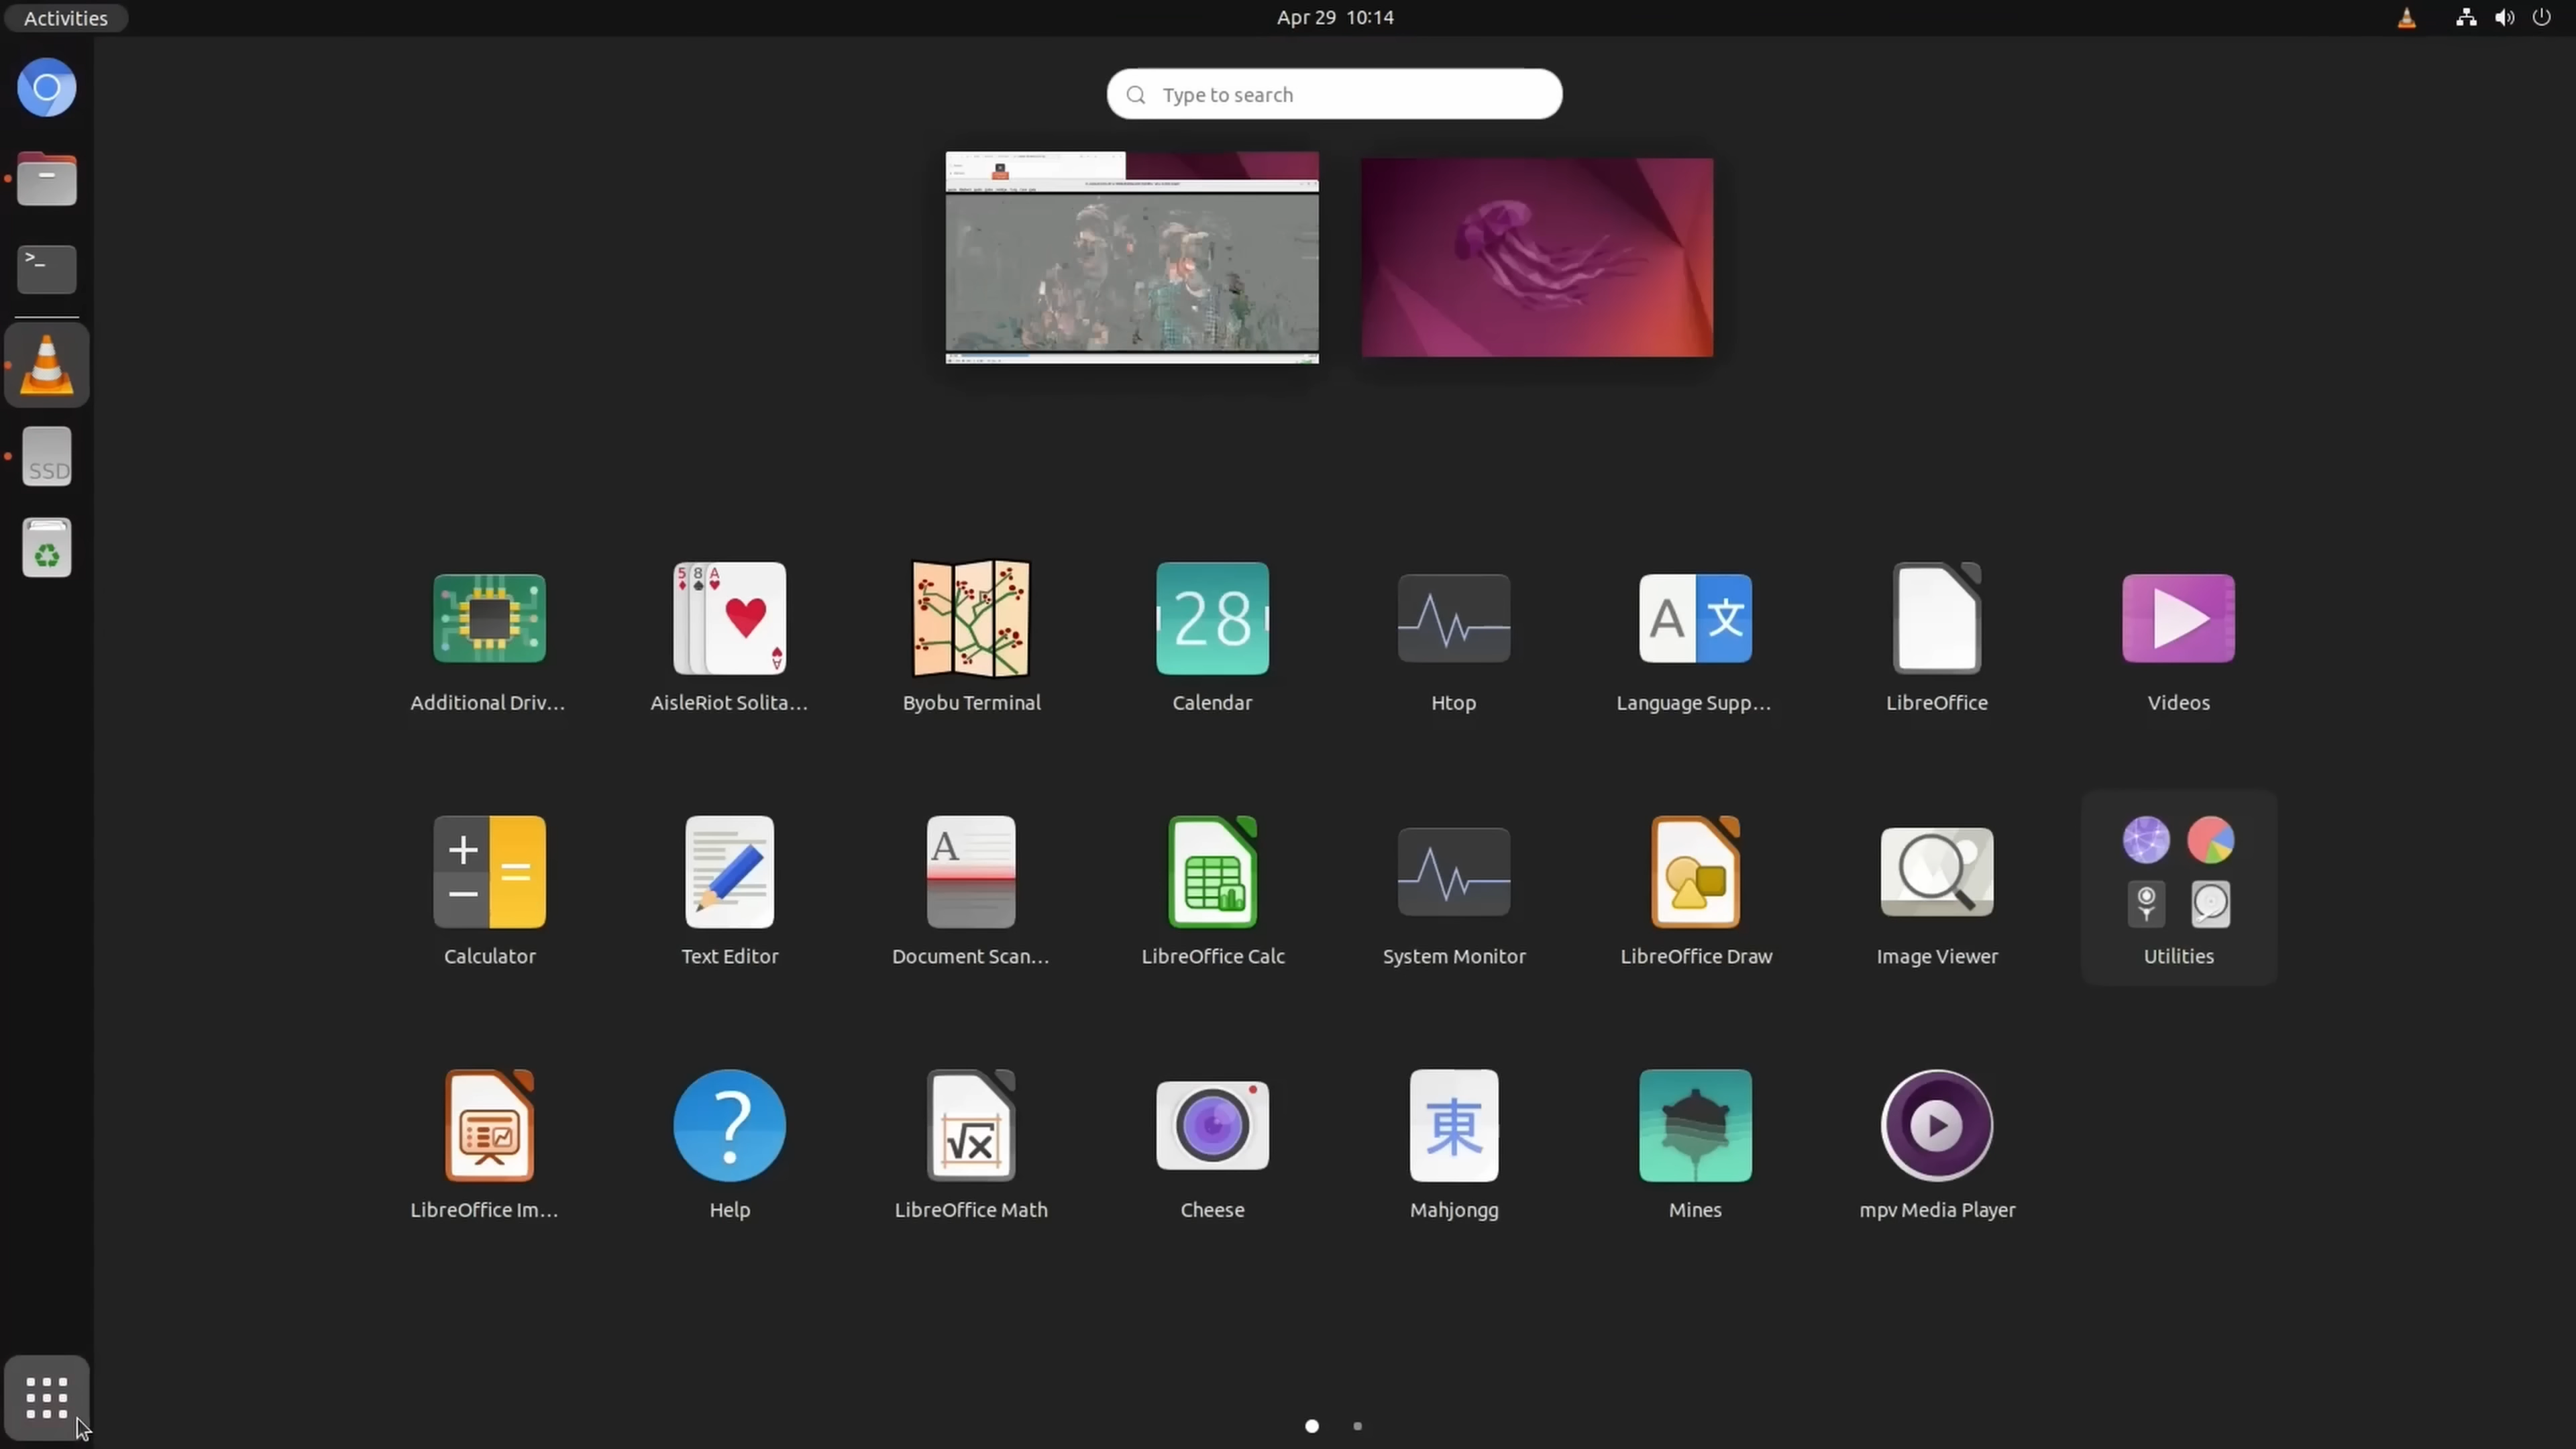 Activities
Apr 29 10:14
Type to search
>_
SSD
5 8 A
A
28
A 文
Additional Driv...
AisleRiot Solita...
Byobu Terminal
Calendar
Htop
Language Supp...
LibreOffice
Videos
+
−
=
A
Calculator
Text Editor
Document Scan...
LibreOffice Calc
System Monitor
LibreOffice Draw
Image Viewer
Utilities
?
√x
東
LibreOffice Im...
Help
LibreOffice Math
Cheese
Mahjongg
Mines
mpv Media Player